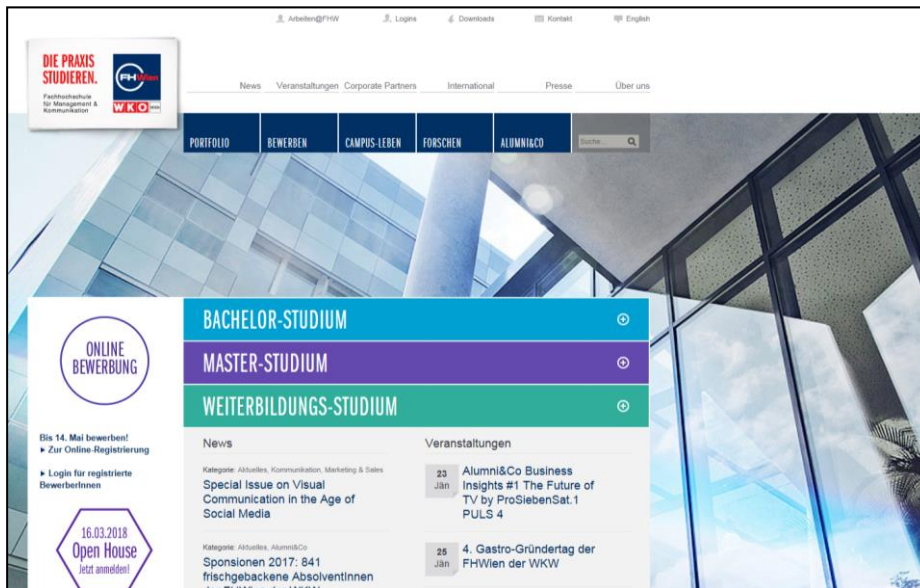 Arbeiten@FHW Logins Downloads Kontakt English
DIE PRAXIS
STUDIEREN.
Fachhochschule
für Management &
Kommunikation
FHWien
WKO WIEN
News Veranstaltungen Corporate Partners International Presse Über uns
PORTFOLIO BEWERBEN CAMPUS-LEBEN FORSCHEN ALUMNI&CO Suche...
BACHELOR-STUDIUM
MASTER-STUDIUM
WEITERBILDUNGS-STUDIUM
ONLINE
BEWERBUNG
Bis 14. Mai bewerben!
Zur Online-Registrierung
Login für registrierte
BewerberInnen
16.03.2018
Open House
Jetzt anmelden!
News
Kategorie: Aktuelles, Kommunikation, Marketing & Sales
Special Issue on Visual
Communication in the Age of
Social Media
Kategorie: Aktuelles, Alumni&Co
Sponsionen 2017: 841
frischgebackene AbsolventInnen
Veranstaltungen
23
Jän
Alumni&Co Business
Insights #1 The Future of
TV by ProSiebenSat.1
PULS 4
25
Jän
4. Gastro-Gründertag der
FHWien der WKW